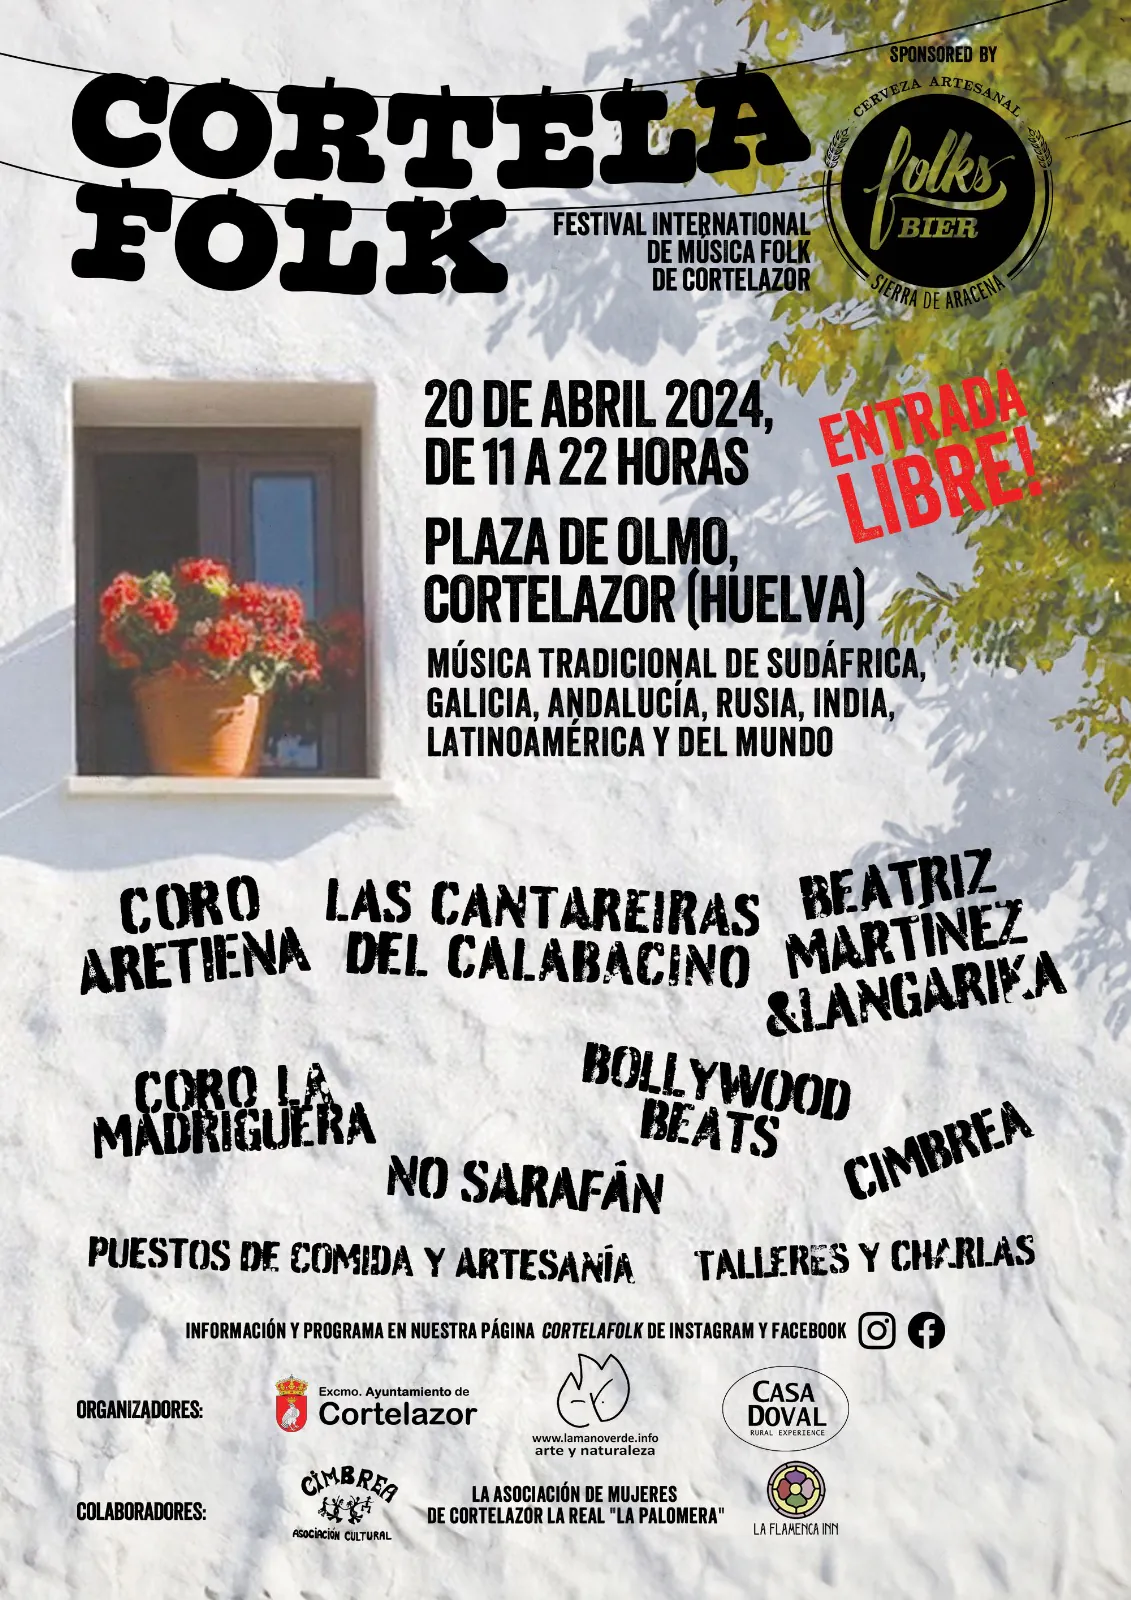 SPONSORED BY
CORTELA
FOLK
CERVEZA ARTESANAL
folks
BIER
SIERRA DE ARACENA
FESTIVAL INTERNATIONAL
DE MÚSICA FOLK
DE CORTELAZOR
20 DE ABRIL 2024,
DE 11 A 22 HORAS
ENTRADA
LIBRE!
PLAZA DE OLMO,
CORTELAZOR (HUELVA)
MÚSICA TRADICIONAL DE SUDÁFRICA,
GALICIA, ANDALUCÍA, RUSIA, INDIA,
LATINOAMÉRICA Y DEL MUNDO
CORO
ARETIENA
LAS CANTAREIRAS
DEL CALABACINO
BEATRIZ
MARTÍNEZ
&LANGARIKA
CORO LA
MADRIGUERA
BOLLYWOOD
BEATS
NO SARAFÁN
CIMBREA
PUESTOS DE COMIDA Y ARTESANÍA
TALLERES Y CHARLAS
INFORMACIÓN Y PROGRAMA EN NUESTRA PÁGINA CORTELAFOLK DE INSTAGRAM Y FACEBOOK
ORGANIZADORES:
Excmo. Ayuntamiento de
Cortelazor
www.lamanoverde.info
arte y naturaleza
CASA
DOVAL
RURAL EXPERIENCE
COLABORADORES:
CIMBREA
ASOCIACIÓN CULTURAL
LA ASOCIACIÓN DE MUJERES
DE CORTELAZOR LA REAL "LA PALOMERA"
LA FLAMENCA INN